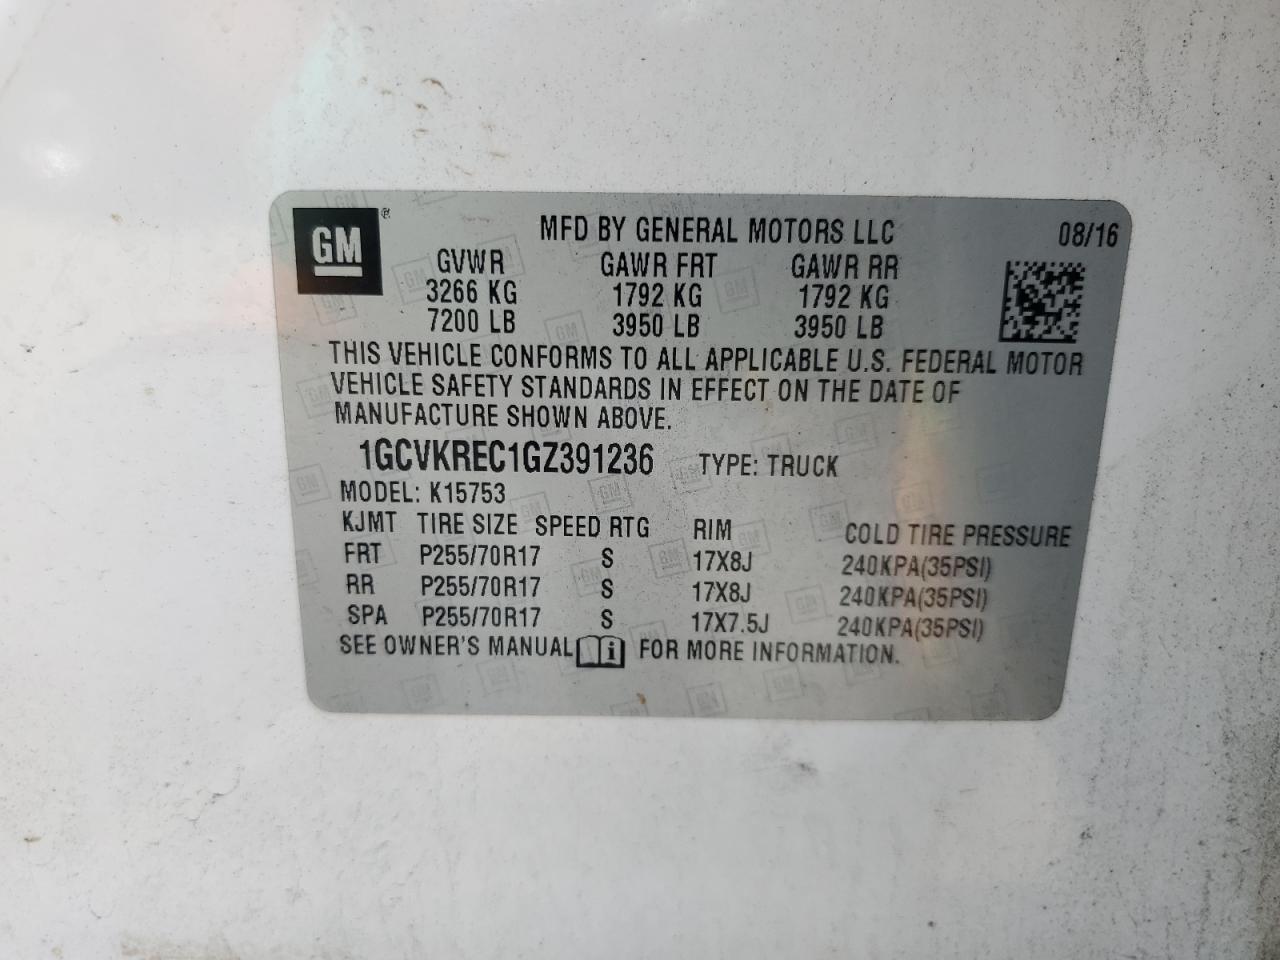 GM ®
MFD BY GENERAL MOTORS LLC 08/16
GVWR GAWR FRT GAWR RR
3266 KG 1792 KG 1792 KG
7200 LB 3950 LB 3950 LB
THIS VEHICLE CONFORMS TO ALL APPLICABLE U.S. FEDERAL MOTOR
VEHICLE SAFETY STANDARDS IN EFFECT ON THE DATE OF
MANUFACTURE SHOWN ABOVE.
1GCVKREC1GZ391236 TYPE: TRUCK
MODEL: K15753
KJMT TIRE SIZE SPEED RTG RIM COLD TIRE PRESSURE
FRT P255/70R17 S 17X8J 240KPA(35PSI)
RR P255/70R17 S 17X8J 240KPA(35PSI)
SPA P255/70R17 S 17X7.5J 240KPA(35PSI)
SEE OWNER'S MANUAL i FOR MORE INFORMATION.